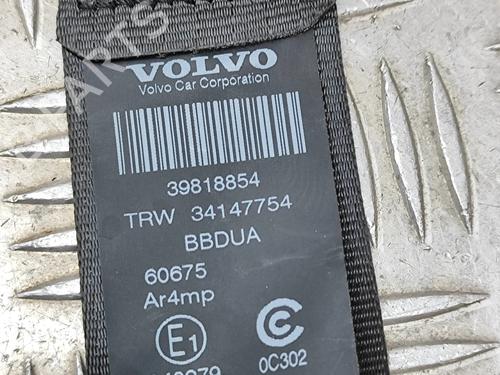 VOLVO
Volvo Car Corporation
39818854
TRW 34147754
BBDUA
60675
Ar4mp
E1
C
0C302